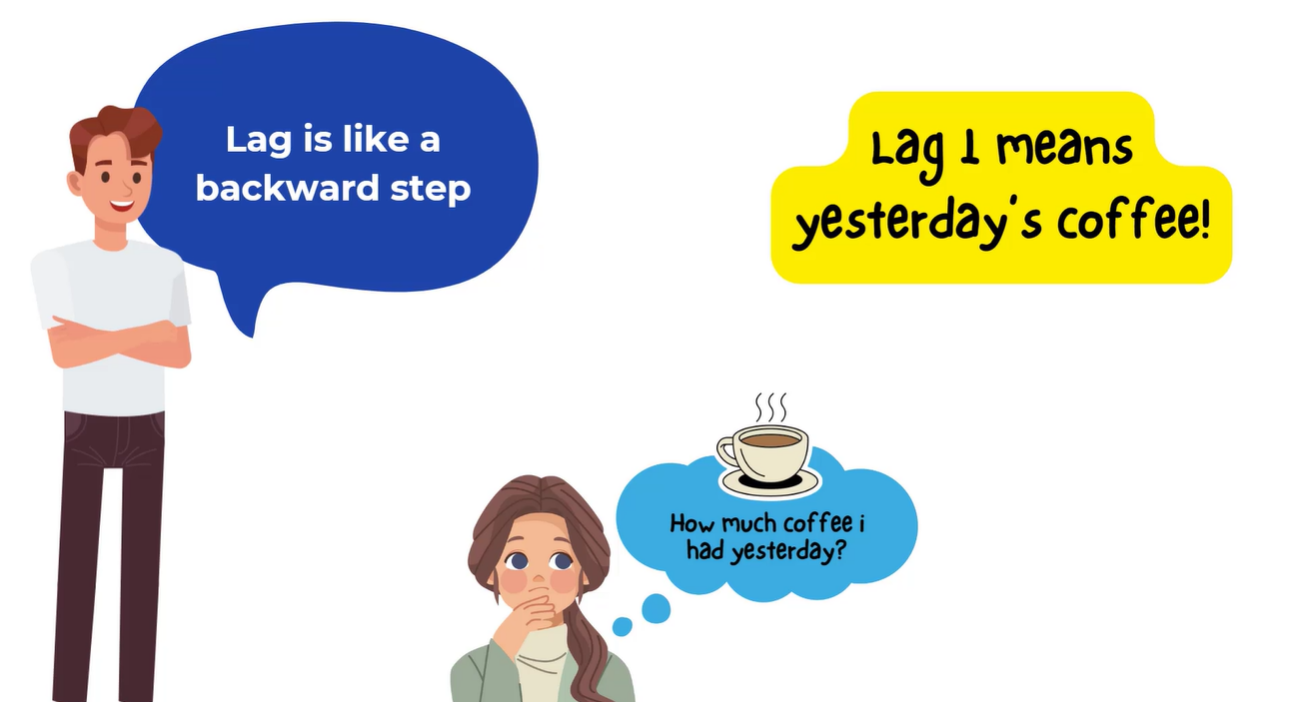 Lag is like a
backward step
Lag 1 means
yesterday's coffee!
How much coffee i
had yesterday?